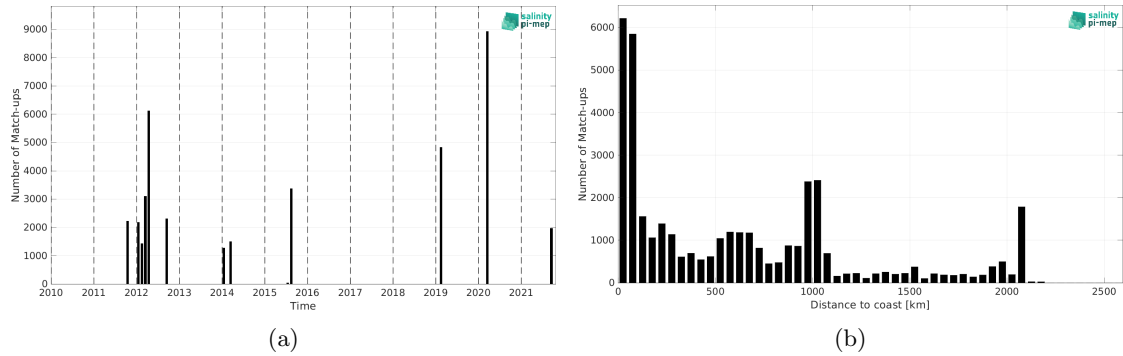 salinity
pi-mep
Number of Match-ups
9000
8000
7000
6000
5000
4000
3000
2000
1000
0
2010 2011 2012 2013 2014 2015 2016 2017 2018 2019 2020 2021
Time
(a)
salinity
pi-mep
Number of Match-ups
6000
5000
4000
3000
2000
1000
0
0 500 1000 1500 2000 2500
Distance to coast [km]
(b)